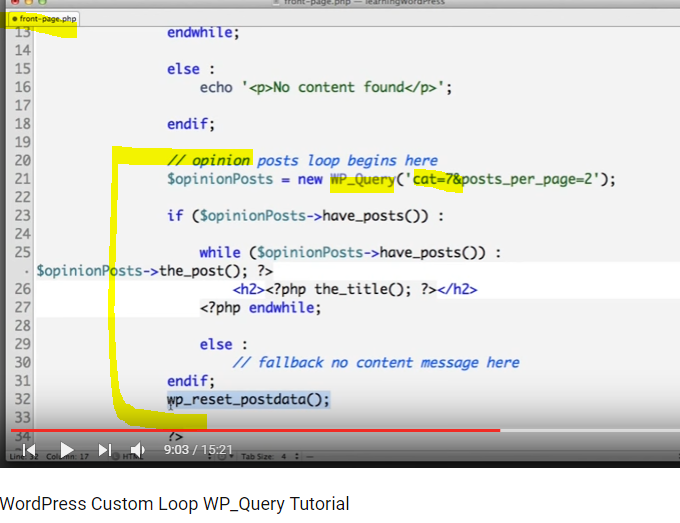 front-page.php — learningWordPress
front-page.php
13 endwhile;
14
15 else :
16 echo '<p>No content found</p>';
17
18 endif;
19
20 // opinion posts loop begins here
21 $opinionPosts = new WP_Query('cat=7&posts_per_page=2');
22
23 if ($opinionPosts->have_posts()) :
24
25 while ($opinionPosts->have_posts()) :
· $opinionPosts->the_post(); ?>
26 <h2><?php the_title(); ?></h2>
27 <?php endwhile;
28
29 else :
30 // fallback no content message here
31 endif;
32 wp_reset_postdata();
33
34 ?>
9:03 / 15:21
Line: 32 Column: 17 HTML Tab Size: 4
WordPress Custom Loop WP_Query Tutorial